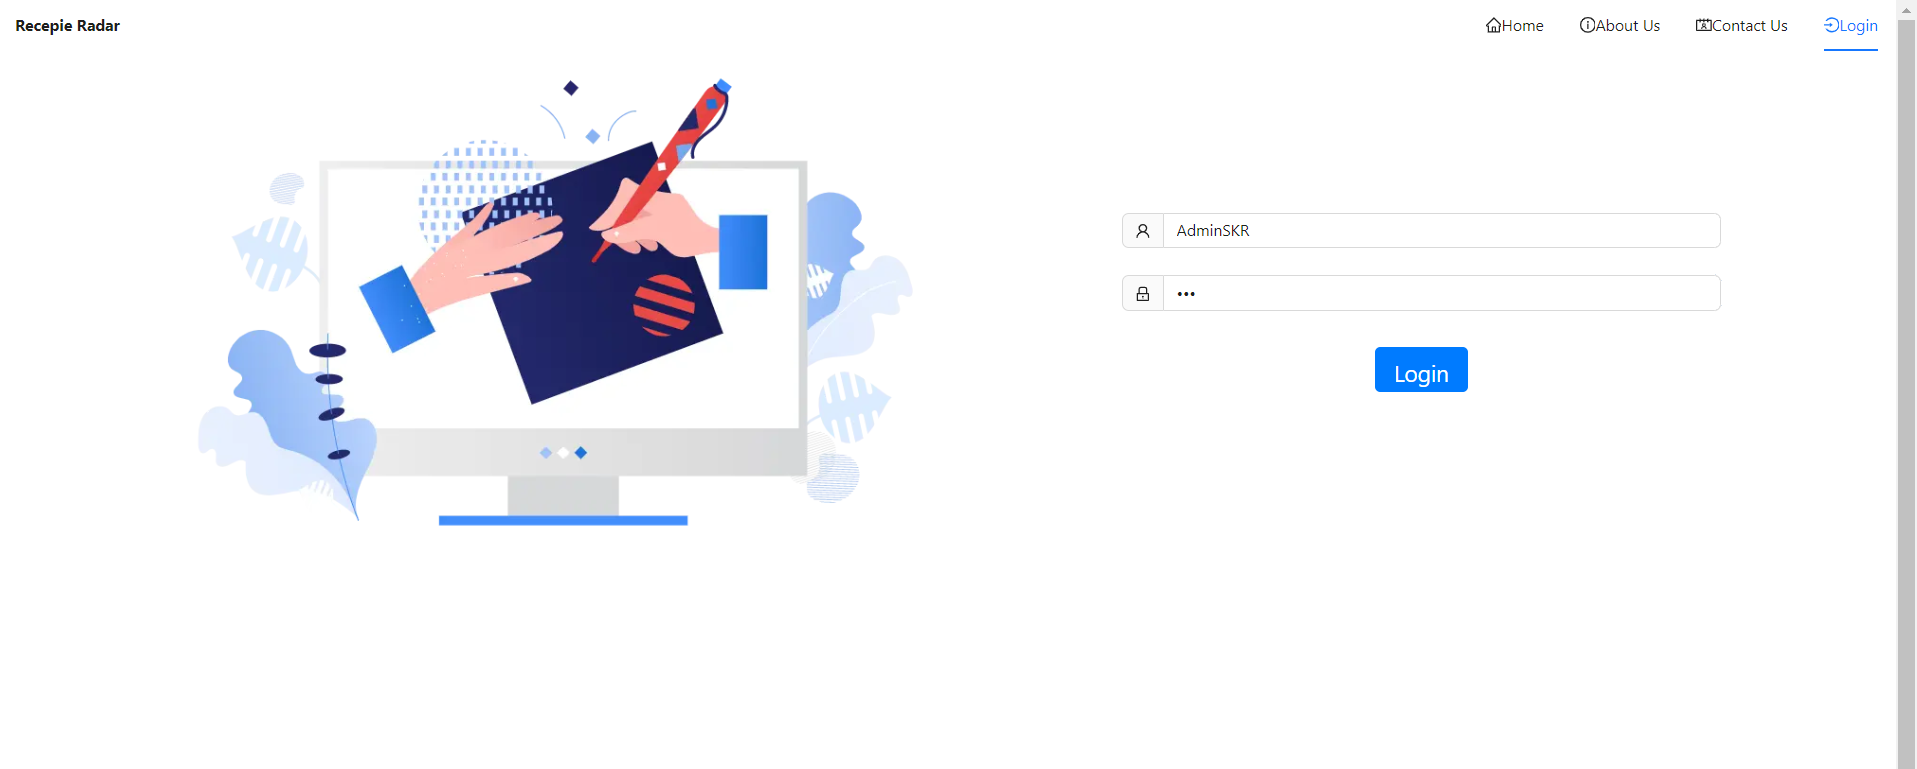 Recepie Radar
Home
About Us
Contact Us
Login
AdminSKR
•••
Login